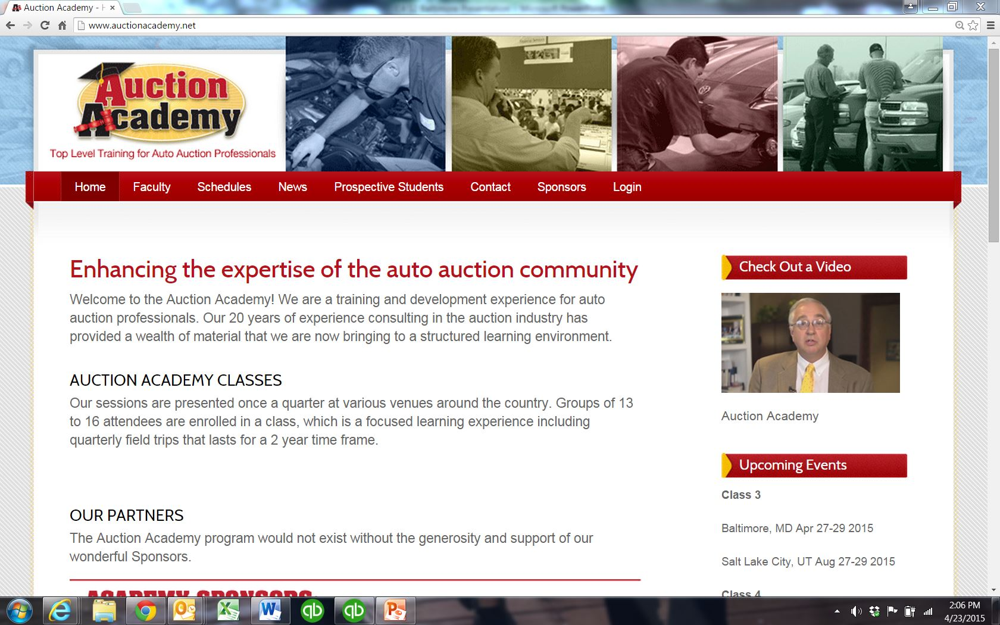 Auction Academy - H
www.auctionacademy.net
Auction
Academy
Top Level Training for Auto Auction Professionals
Home Faculty Schedules News Prospective Students Contact Sponsors Login
Enhancing the expertise of the auto auction community
Welcome to the Auction Academy! We are a training and development experience for auto
auction professionals. Our 20 years of experience consulting in the auction industry has
provided a wealth of material that we are now bringing to a structured learning environment.
AUCTION ACADEMY CLASSES
Our sessions are presented once a quarter at various venues around the country. Groups of 13
to 16 attendees are enrolled in a class, which is a focused learning experience including
quarterly field trips that lasts for a 2 year time frame.
OUR PARTNERS
The Auction Academy program would not exist without the generosity and support of our
wonderful Sponsors.
ACADEMY SPONSORS
Check Out a Video
Auction Academy
Upcoming Events
Class 3
Baltimore, MD Apr 27-29 2015
Salt Lake City, UT Aug 27-29 2015
Class 4
2:06 PM
4/23/2015